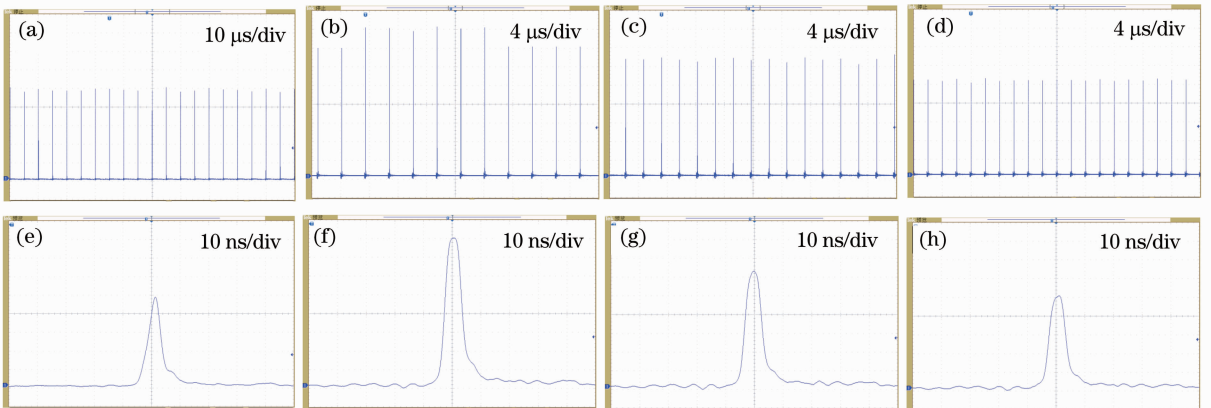 (a) 10 μs/div
(b) 4 μs/div
(c) 4 μs/div
(d) 4 μs/div
(e) 10 ns/div
(f) 10 ns/div
(g) 10 ns/div
(h) 10 ns/div